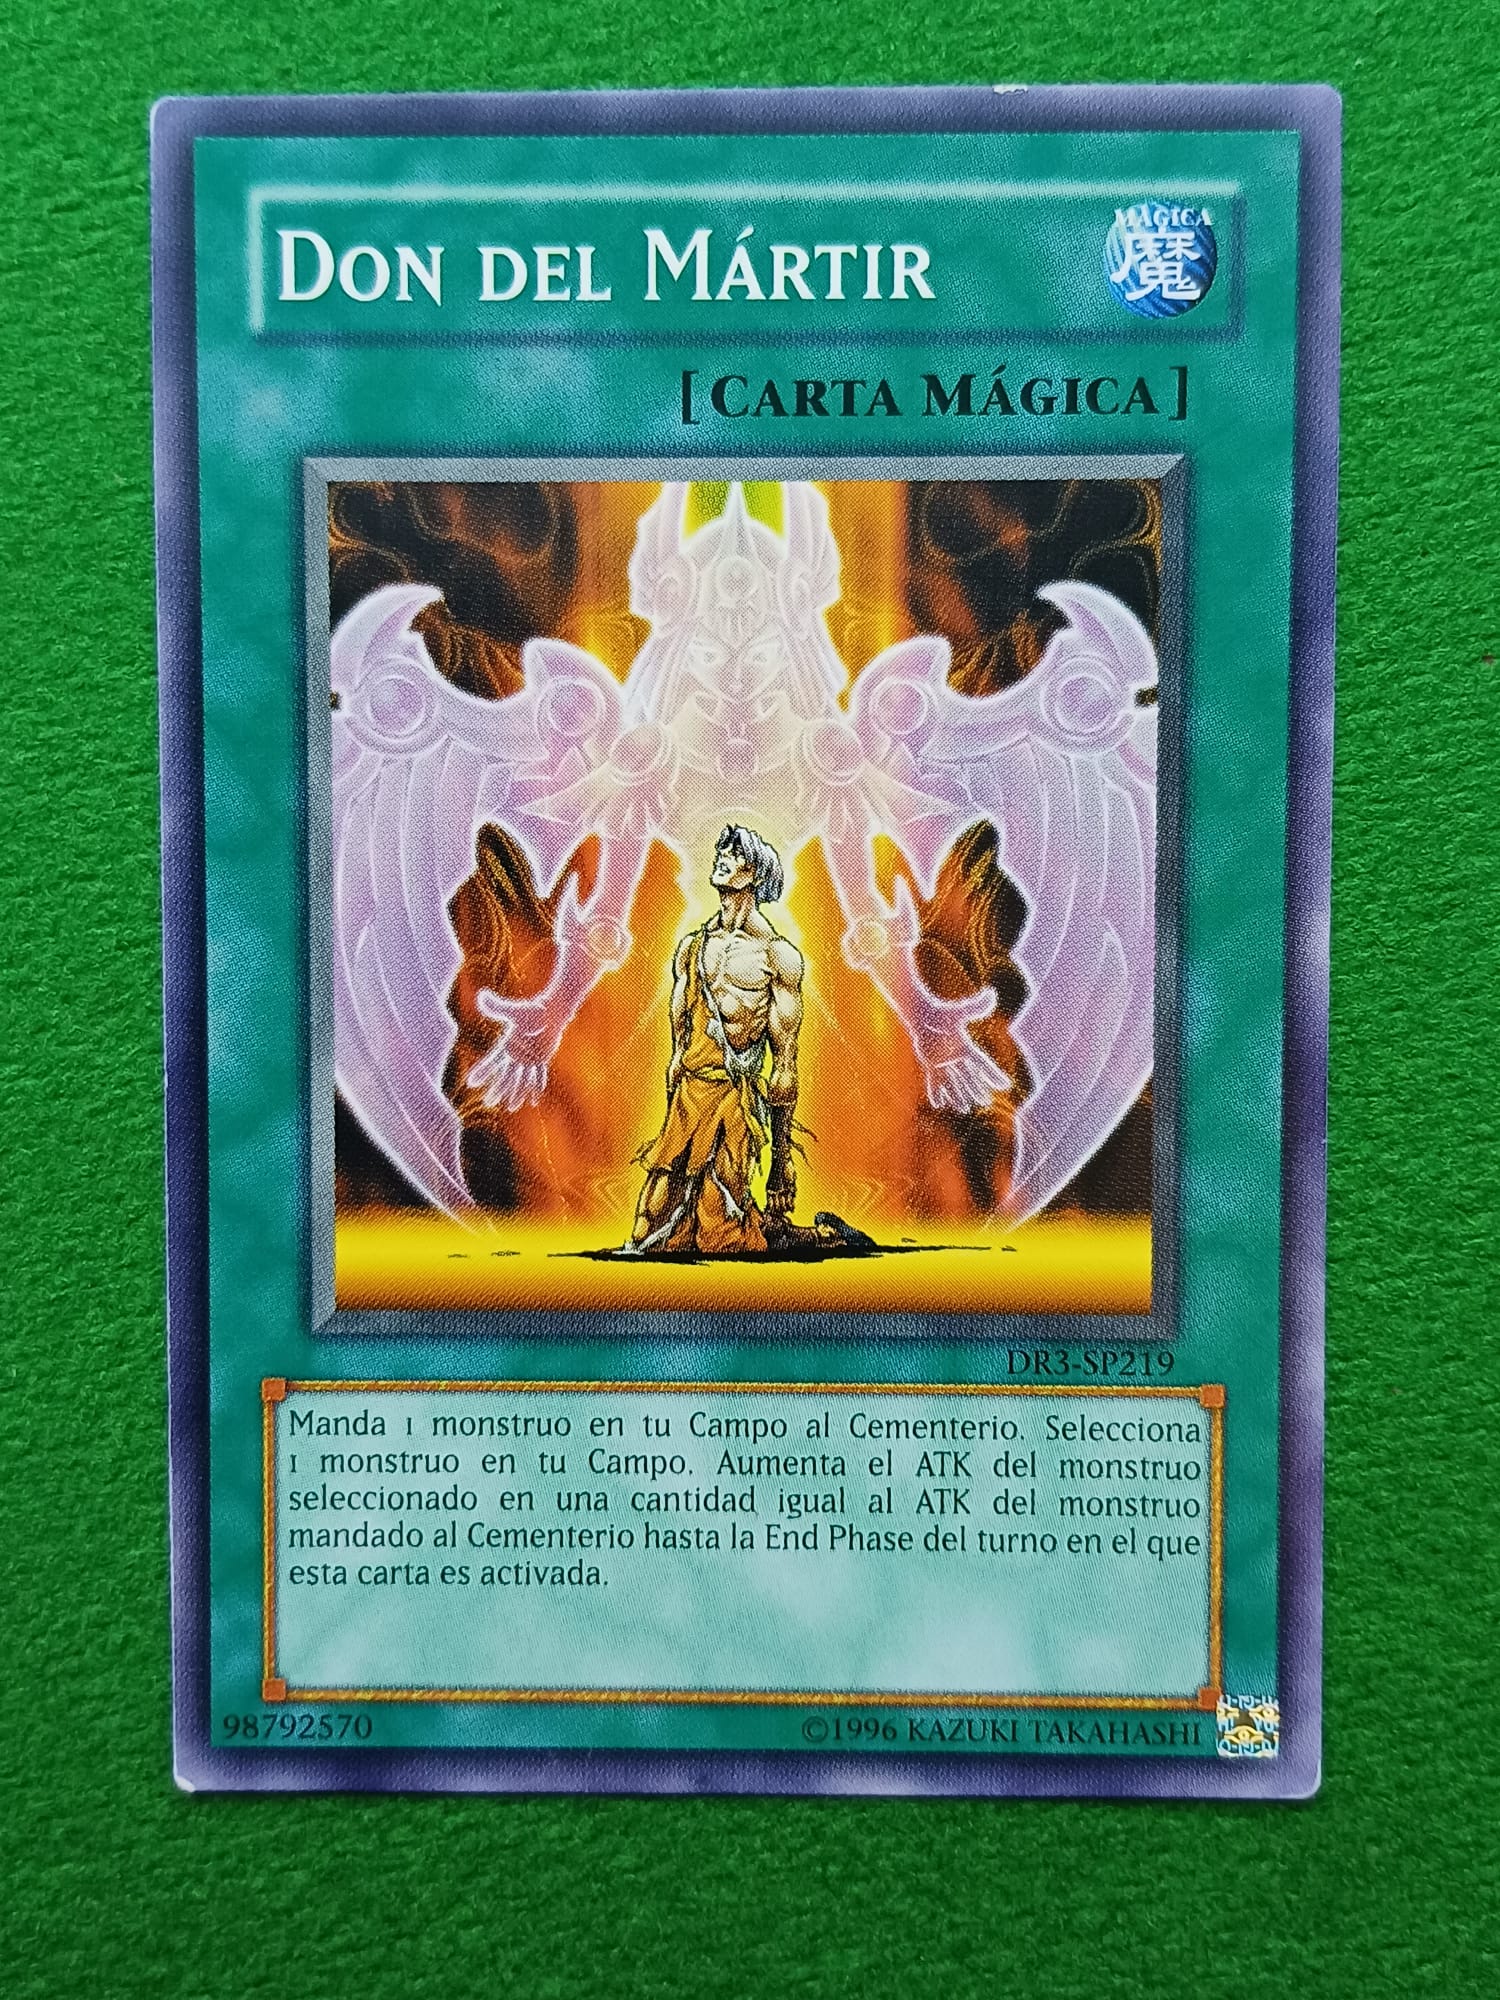 DON DEL MÁRTIR
MÁGICA
魔
[CARTA MÁGICA]
DR3-SP219
Manda 1 monstruo en tu Campo al Cementerio. Selecciona
1 monstruo en tu Campo. Aumenta el ATK del monstruo
seleccionado en una cantidad igual al ATK del monstruo
mandado al Cementerio hasta la End Phase del turno en el que
esta carta es activada.
98792570
©1996 KAZUKI TAKAHASHI